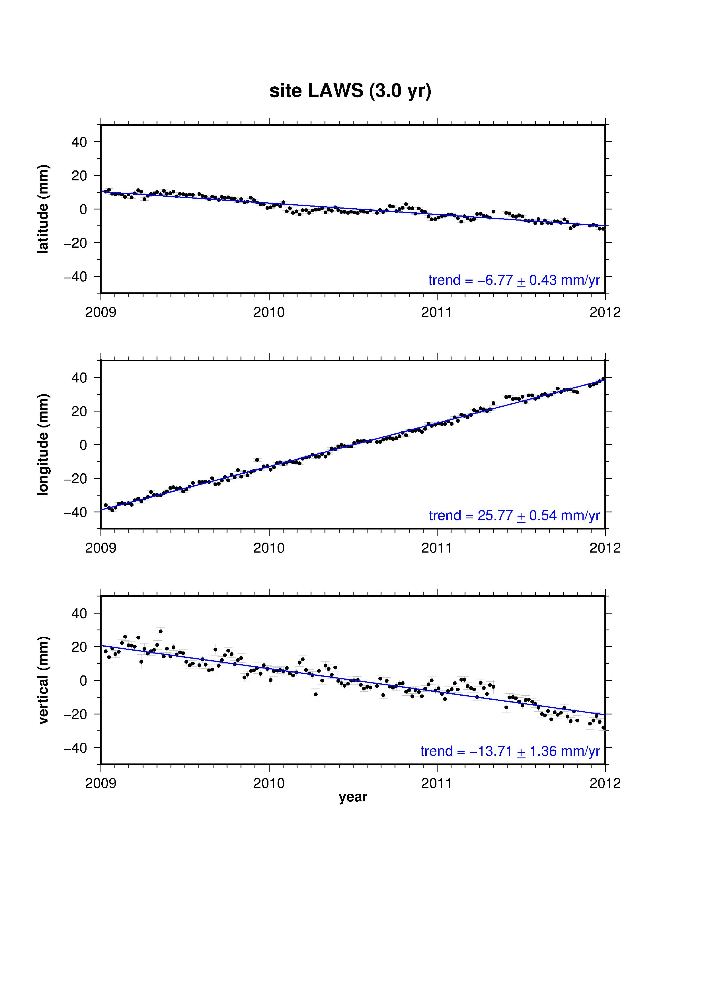 site LAWS (3.0 yr)
latitude (mm)
40
20
0
−20
−40
trend = −6.77 ± 0.43 mm/yr
2009 2010 2011 2012
longitude (mm)
40
20
0
−20
−40
trend = 25.77 ± 0.54 mm/yr
2009 2010 2011 2012
vertical (mm)
40
20
0
−20
−40
trend = −13.71 ± 1.36 mm/yr
2009 2010 2011 2012
year